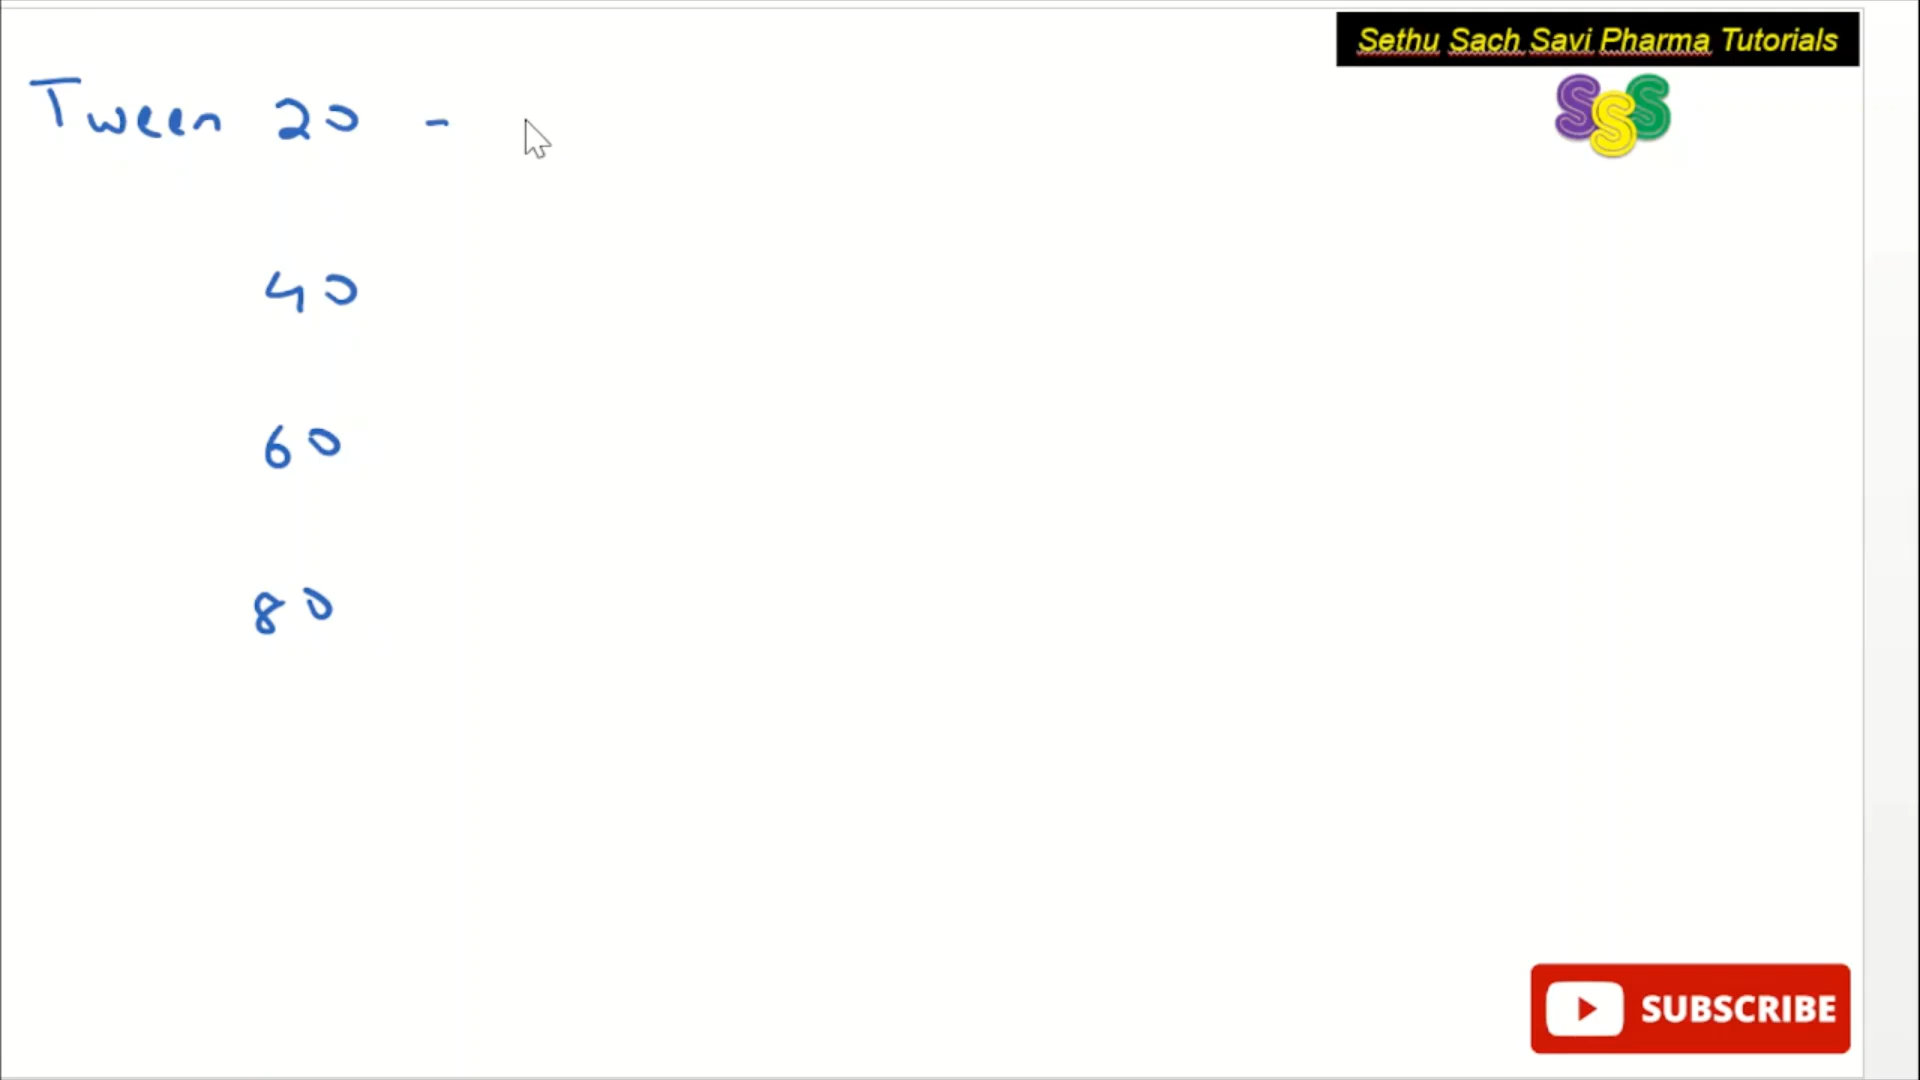 Sethu Sach Savi Pharma Tutorials
SSS
Tween 20 -
40
60
80
SUBSCRIBE